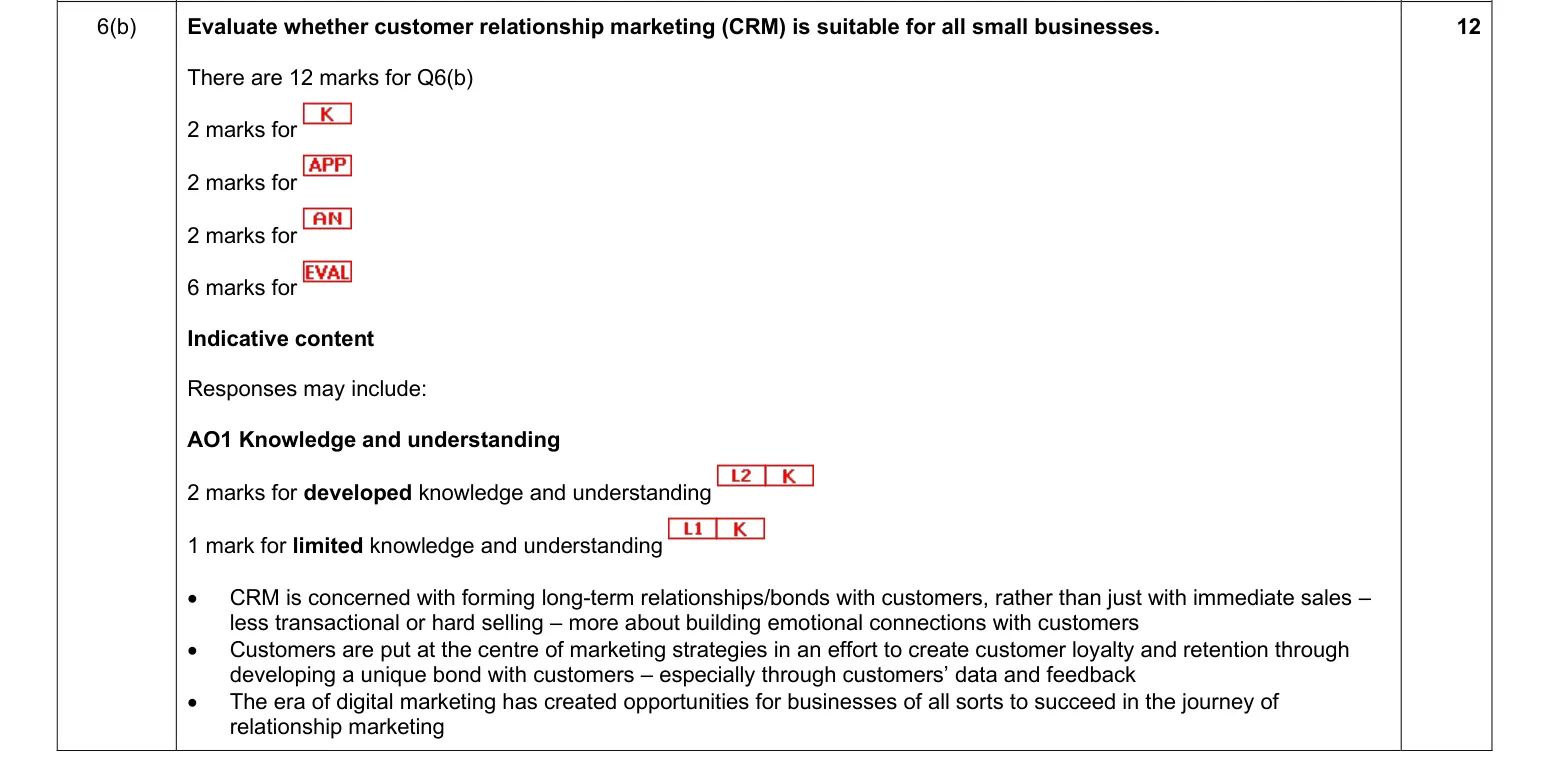 6(b) Evaluate whether customer relationship marketing (CRM) is suitable for all small businesses. 12
There are 12 marks for Q6(b)
2 marks for K
2 marks for APP
2 marks for AN
6 marks for EVAL
Indicative content
Responses may include:
AO1 Knowledge and understanding
2 marks for developed knowledge and understanding L2 K
1 mark for limited knowledge and understanding L1 K
• CRM is concerned with forming long-term relationships/bonds with customers, rather than just with immediate sales –
less transactional or hard selling – more about building emotional connections with customers
• Customers are put at the centre of marketing strategies in an effort to create customer loyalty and retention through
developing a unique bond with customers – especially through customers’ data and feedback
• The era of digital marketing has created opportunities for businesses of all sorts to succeed in the journey of
relationship marketing